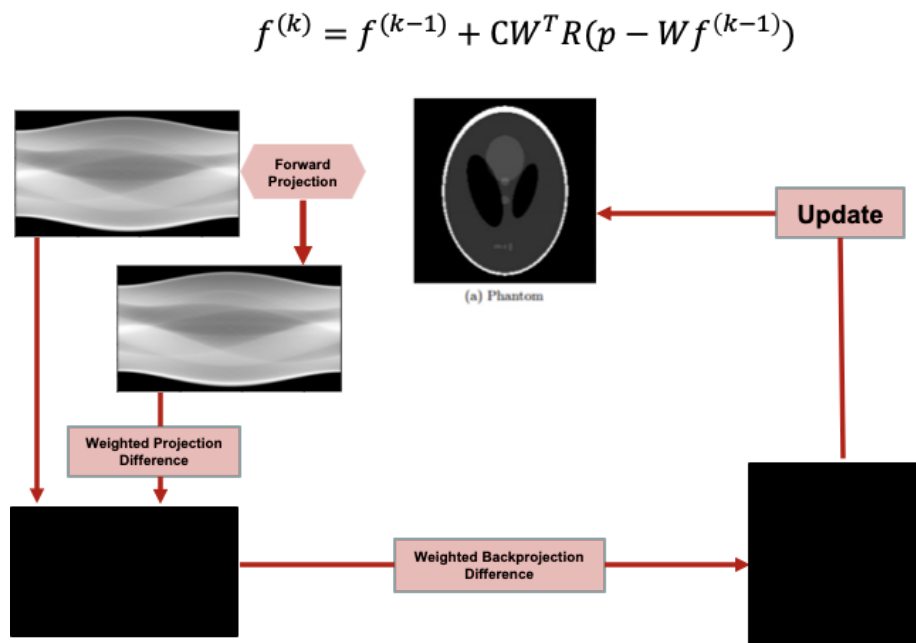 f^{(k)} = f^{(k-1)} + CW^T R(p − Wf^{(k-1)})
Forward
Projection
Update
(a) Phantom
Weighted Projection
Difference
Weighted Backprojection
Difference